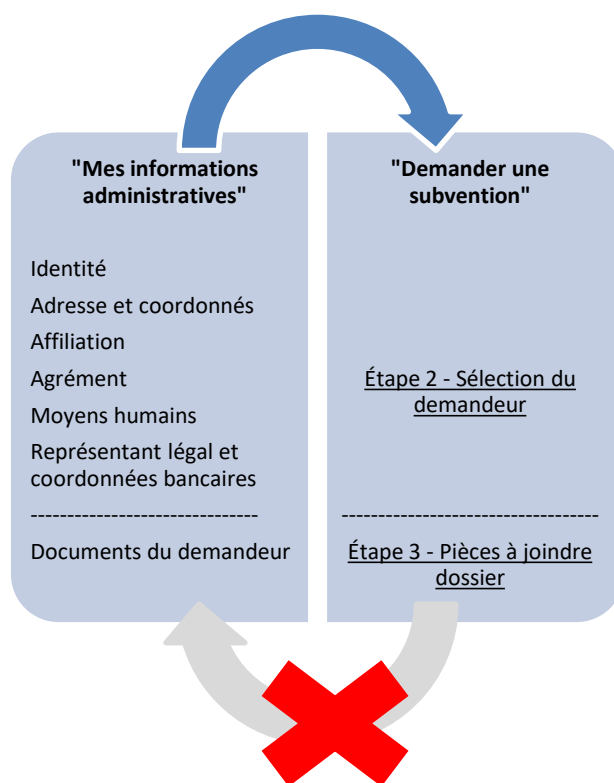 "Mes informations
administratives"
Identité
Adresse et coordonnés
Affiliation
Agrément
Moyens humains
Représentant légal et
coordonnées bancaires
-------------------------------
Documents du demandeur
"Demander une
subvention"
Étape 2 - Sélection du
demandeur
-----------------------------------
Étape 3 - Pièces à joindre
dossier